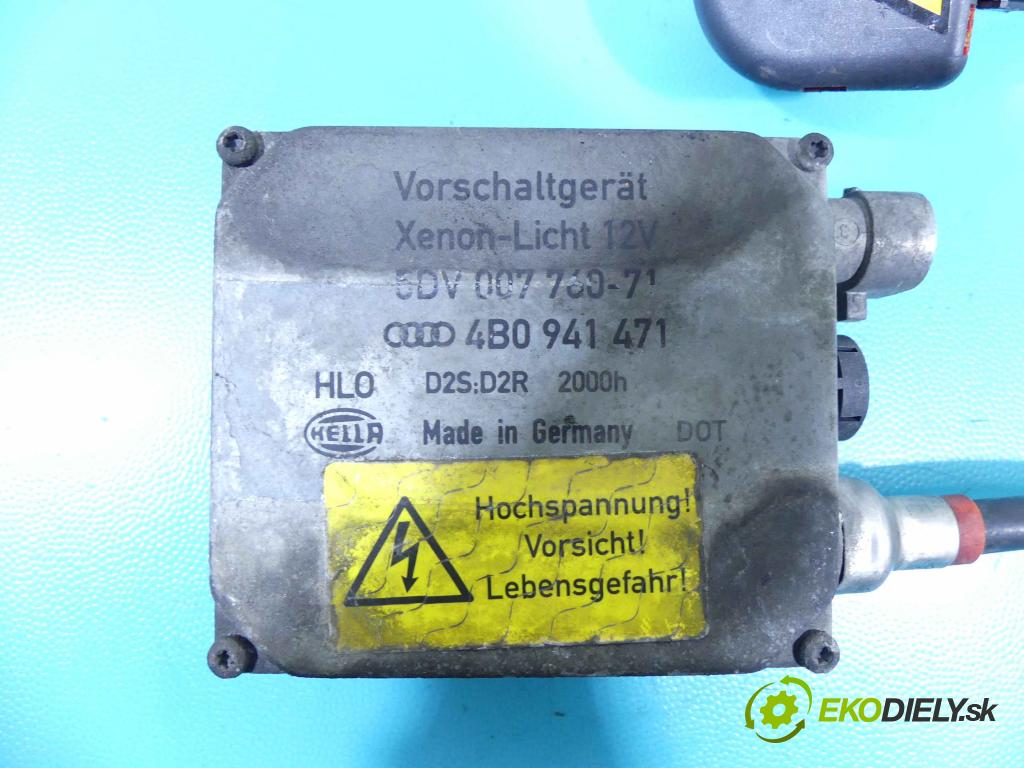 Vorschaltgerät
Xenon-Licht 12V
5DV 007 760-71
4B0 941 471
HLO D2S:D2R 2000h
HELLA Made in Germany DOT
Hochspannung!
Vorsicht!
Lebensgefahr!
EKODIELY.sk